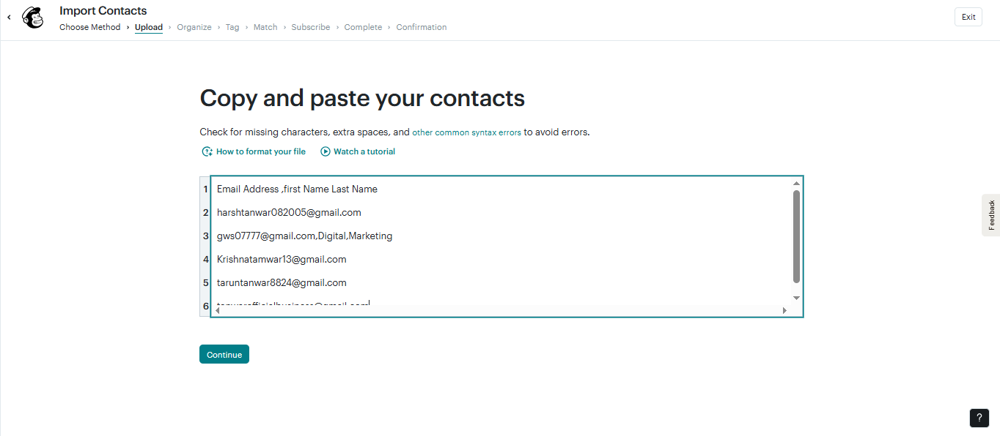 Import Contacts
Exit
Choose Method › Upload › Organize › Tag › Match › Subscribe › Complete › Confirmation
Copy and paste your contacts
Check for missing characters, extra spaces, and other common syntax errors to avoid errors.
How to format your file Watch a tutorial
1 Email Address ,first Name Last Name
2 harshtanwar082005@gmail.com
3 gws07777@gmail.com,Digital,Marketing
4 Krishnatamwar13@gmail.com
5 taruntanwar8824@gmail.com
6
Feedback
Continue
?